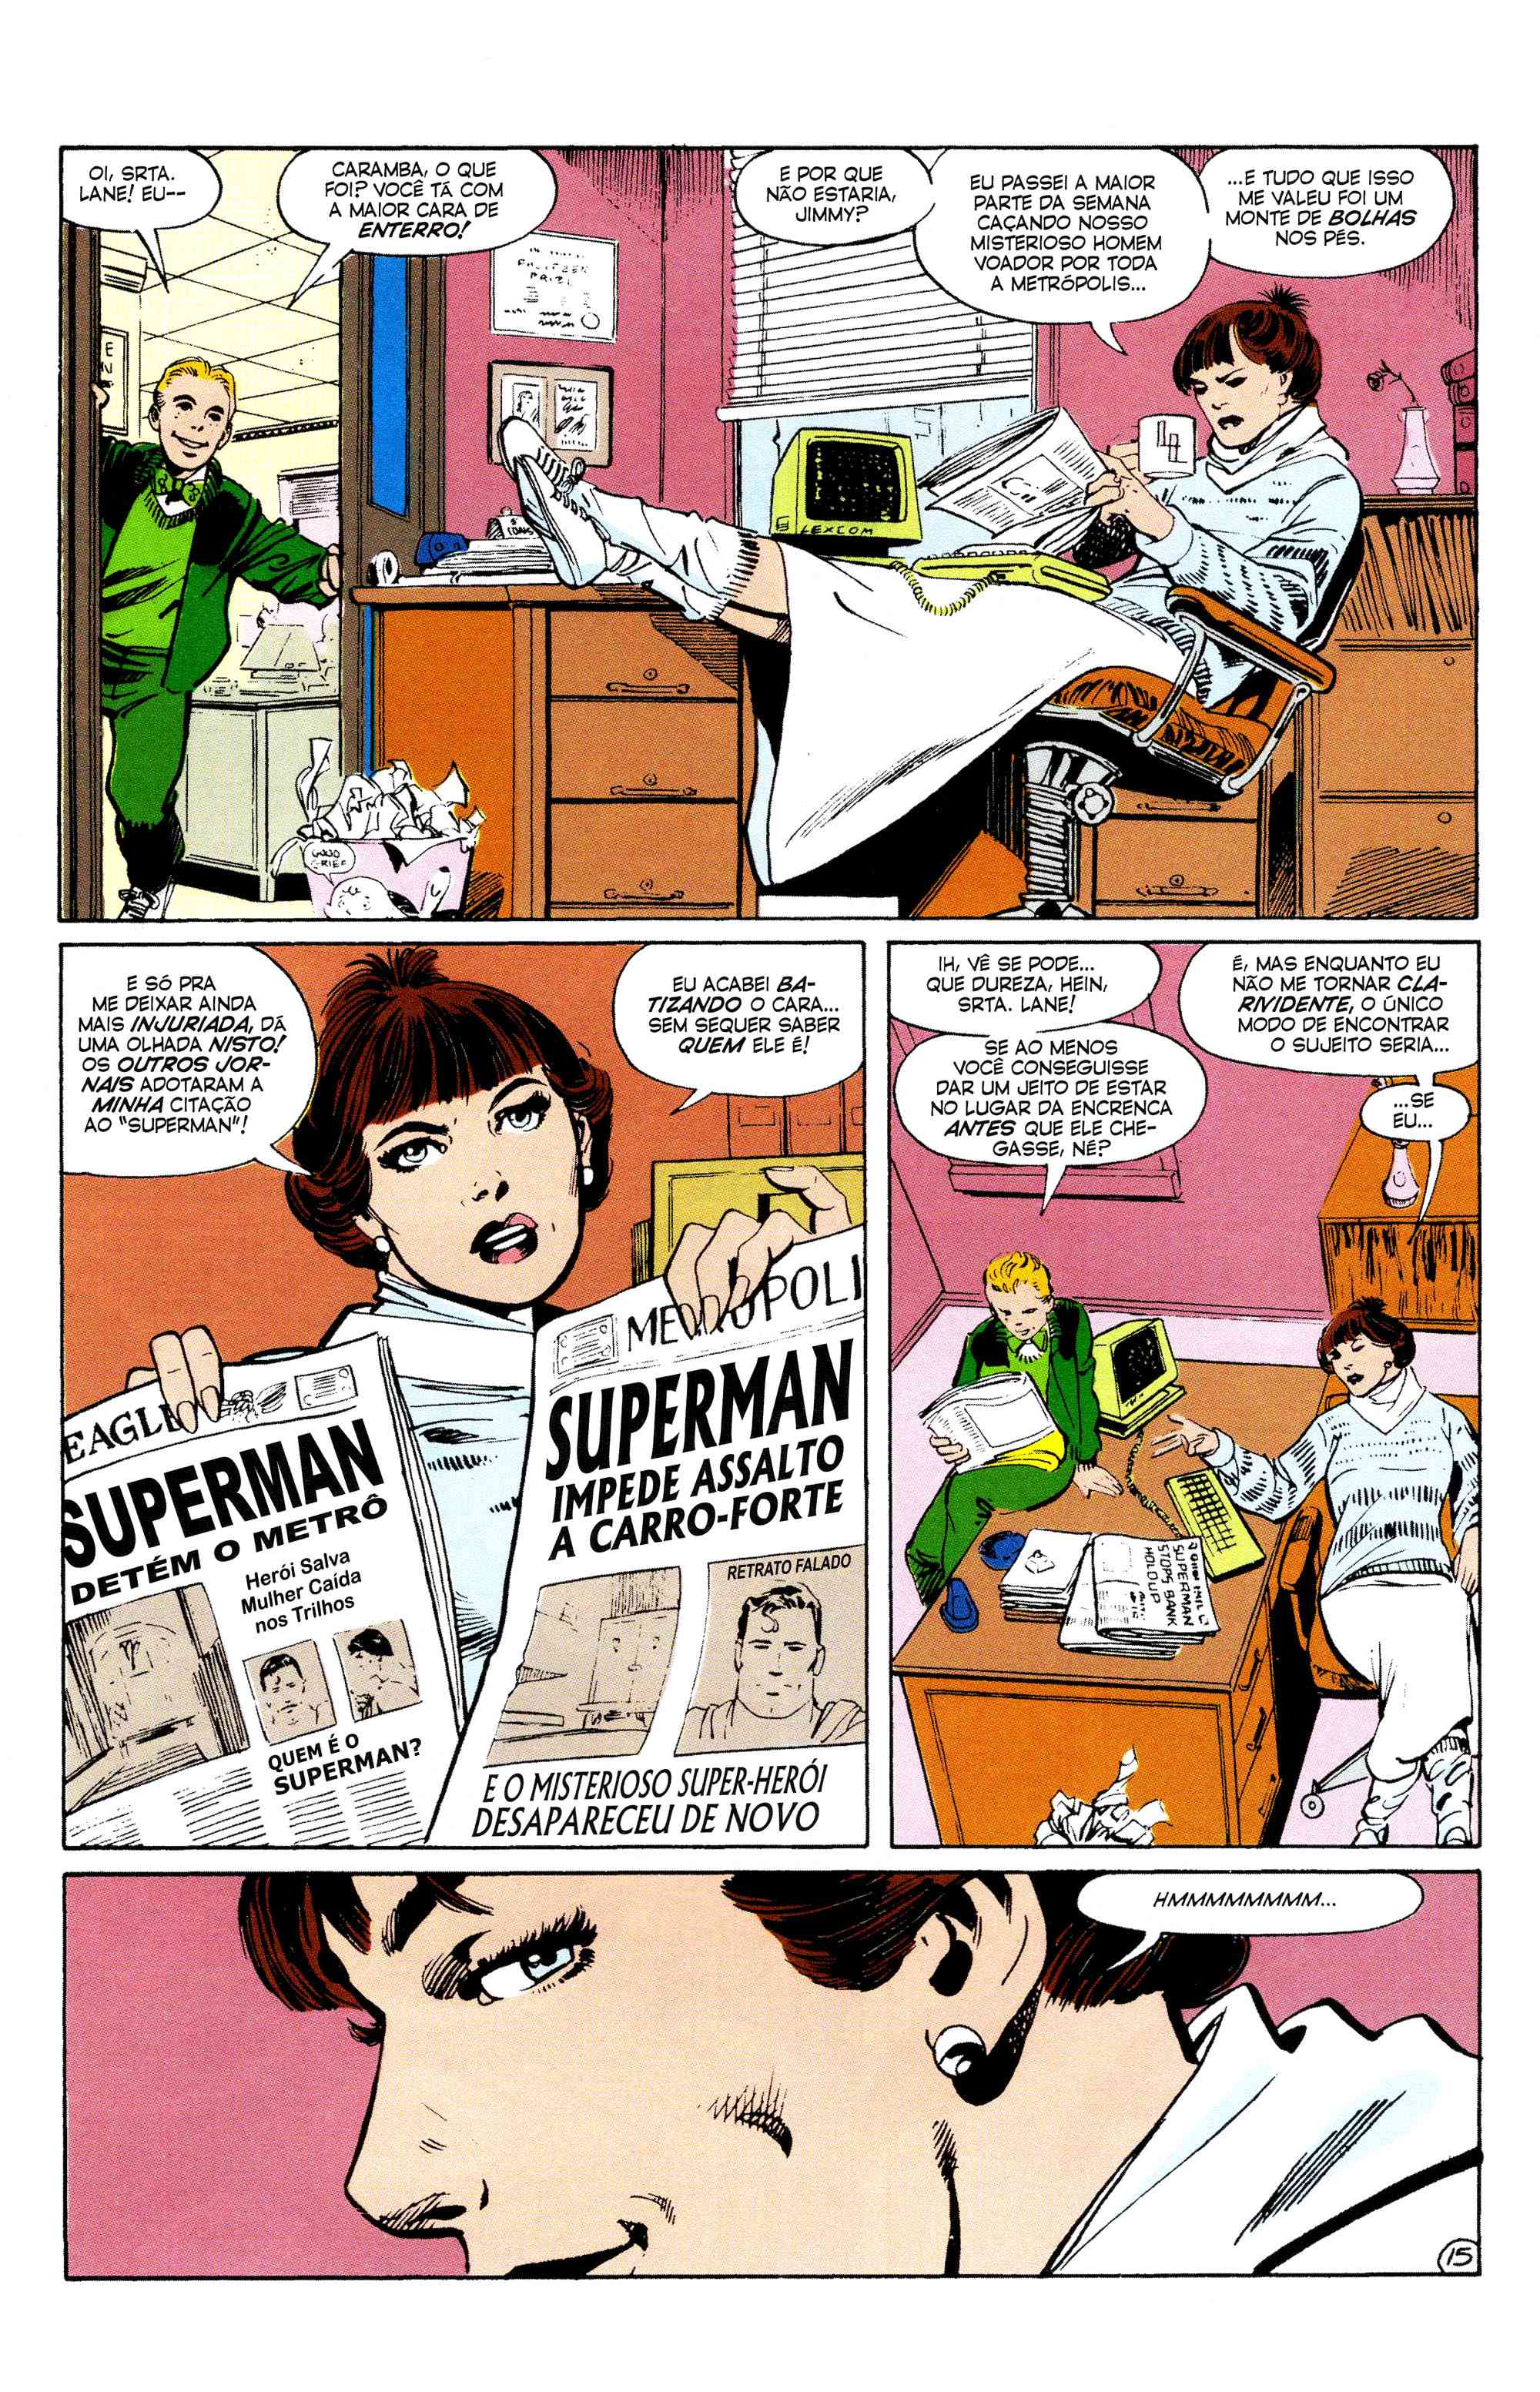 OI, SRTA.
LANE! EU--
CARAMBA, O QUE
FOI? VOCÊ TÁ COM
A MAIOR CARA DE
ENTERRO!
E POR QUE
NÃO ESTARIA,
JIMMY?
EU PASSEI A MAIOR
PARTE DA SEMANA
CAÇANDO NOSSO
MISTERIOSO HOMEM
VOADOR POR TODA
A METRÓPOLIS...
...E TUDO QUE ISSO
ME VALEU FOI UM
MONTE DE BOLHAS
NOS PÉS.
LEXCOM
GOOD
GRIEF
E SÓ PRA
ME DEIXAR AINDA
MAIS INJURIADA, DÁ
UMA OLHADA NISTO!
OS OUTROS JOR-
NAIS ADOTARAM A
MINHA CITAÇÃO
AO "SUPERMAN"!
EU ACABEI BA-
TIZANDO O CARA...
SEM SEQUER SABER
QUEM ELE É!
EAGLE
SUPERMAN
DETÉM O METRÔ
Herói Salva
Mulher Caída
nos Trilhos
QUEM É O
SUPERMAN?
METROPOLI
SUPERMAN
IMPEDE ASSALTO
A CARRO-FORTE
RETRATO FALADO
E O MISTERIOSO SUPER-HERÓI
DESAPARECEU DE NOVO
IH, VÊ SE PODE...
QUE DUREZA, HEIN,
SRTA. LANE!
SE AO MENOS
VOCÊ CONSEGUISSE
DAR UM JEITO DE ESTAR
NO LUGAR DA ENCRENCA
ANTES QUE ELE CHE-
GASSE, NÉ?
É, MAS ENQUANTO EU
NÃO ME TORNAR CLA-
RIVIDENTE, O ÚNICO
MODO DE ENCONTRAR
O SUJEITO SERIA...
...SE
EU...
SUPERMAN
STOPS BANK
HOLDUP
HMMMMMMMM...
15